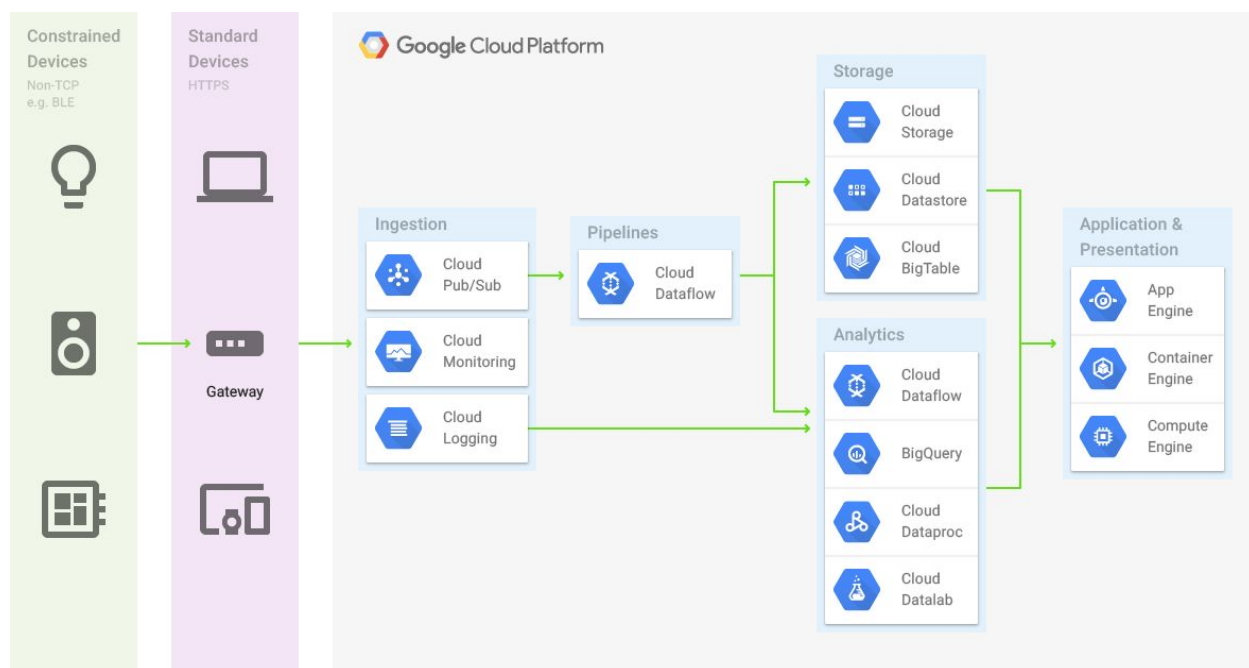 Constrained
Devices
Non-TCP
e.g. BLE
Standard
Devices
HTTPS
Gateway
Google Cloud Platform
Ingestion
Cloud
Pub/Sub
Cloud
Monitoring
Cloud
Logging
Pipelines
Cloud
Dataflow
Storage
Cloud
Storage
Cloud
Datastore
Cloud
BigTable
Analytics
Cloud
Dataflow
BigQuery
Cloud
Dataproc
Cloud
Datalab
Application &
Presentation
App
Engine
Container
Engine
Compute
Engine